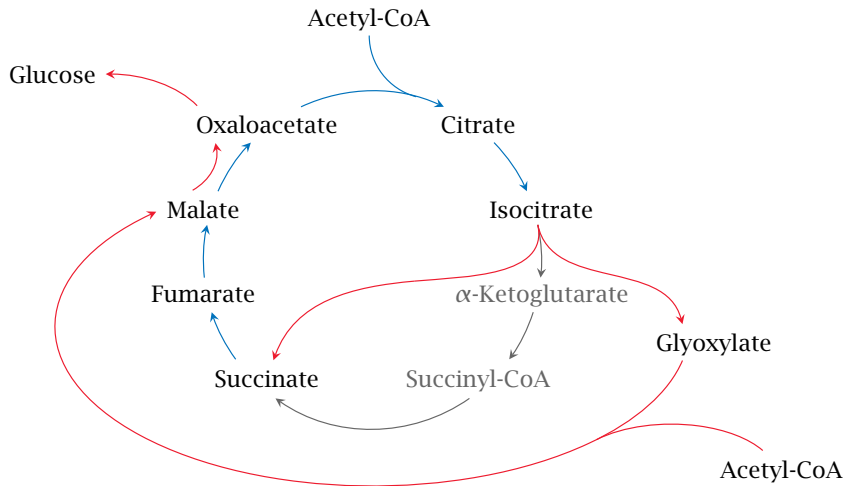 Acetyl-CoA
Glucose
Oxaloacetate
Citrate
Malate
Isocitrate
Fumarate
α-Ketoglutarate
Glyoxylate
Succinate
Succinyl-CoA
Acetyl-CoA